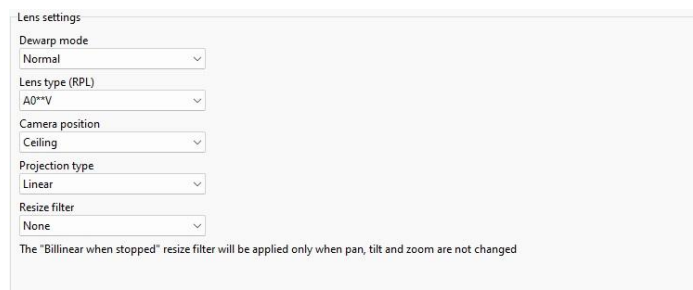 Lens settings
Dewarp mode
Normal
Lens type (RPL)
A0**V
Camera position
Ceiling
Projection type
Linear
Resize filter
None
The "Billinear when stopped" resize filter will be applied only when pan, tilt and zoom are not changed